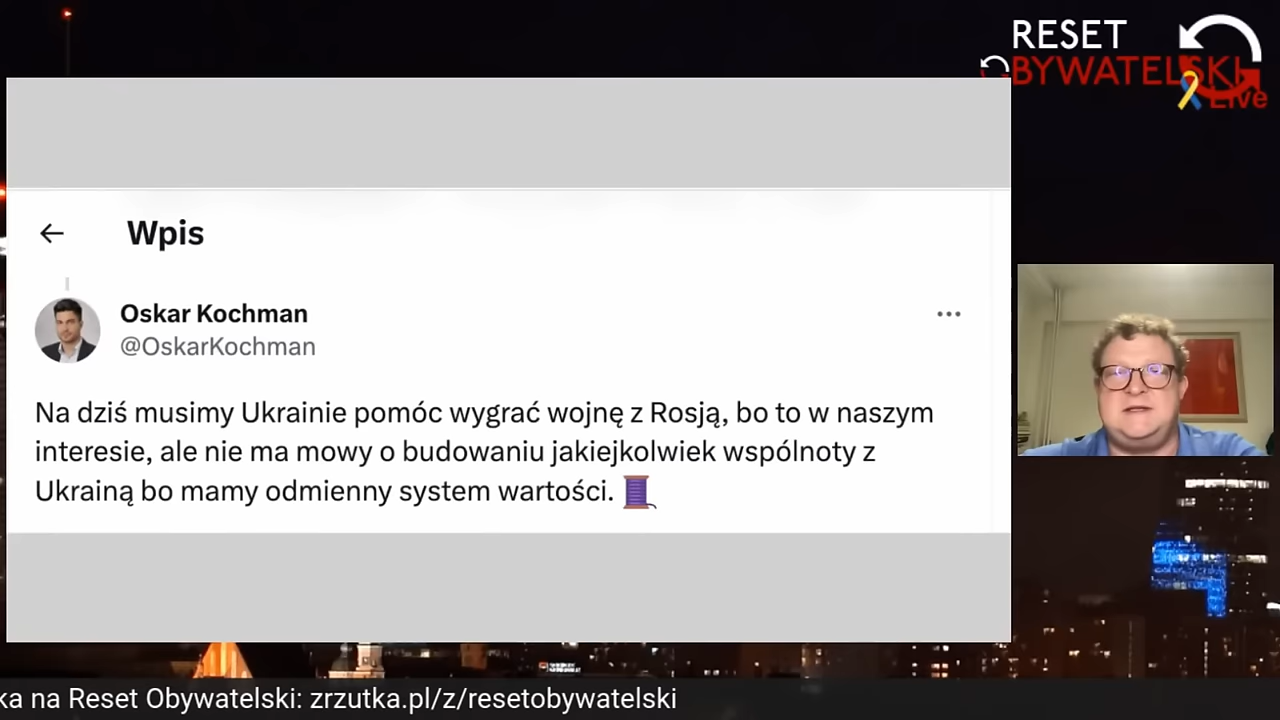 RESET
OBYWATELSKI
Live
Wpis
Oskar Kochman
@OskarKochman
Na dziś musimy Ukrainie pomóc wygrać wojnę z Rosją, bo to w naszym
interesie, ale nie ma mowy o budowaniu jakiejkolwiek wspólnoty z
Ukrainą bo mamy odmienny system wartości.
ka na Reset Obywatelski: zrzutka.pl/z/resetobywatelski